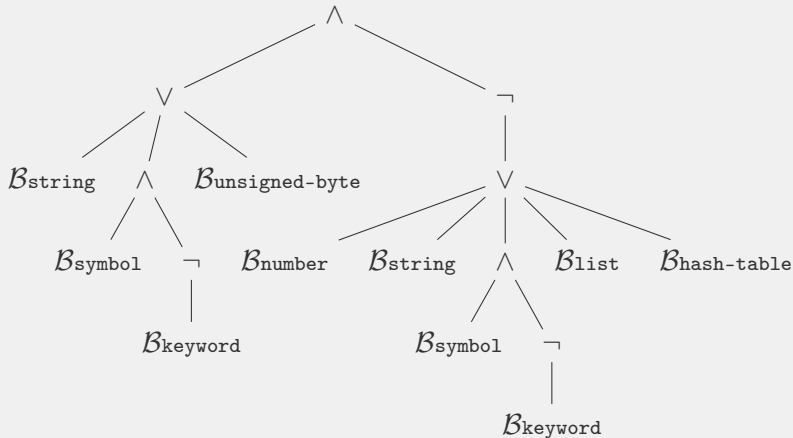 ∧
∨ ¬
ℬstring ∧ ℬunsigned-byte ∨
ℬsymbol ¬ ℬnumber ℬstring ∧ ℬlist ℬhash-table
ℬkeyword ℬsymbol ¬
ℬkeyword